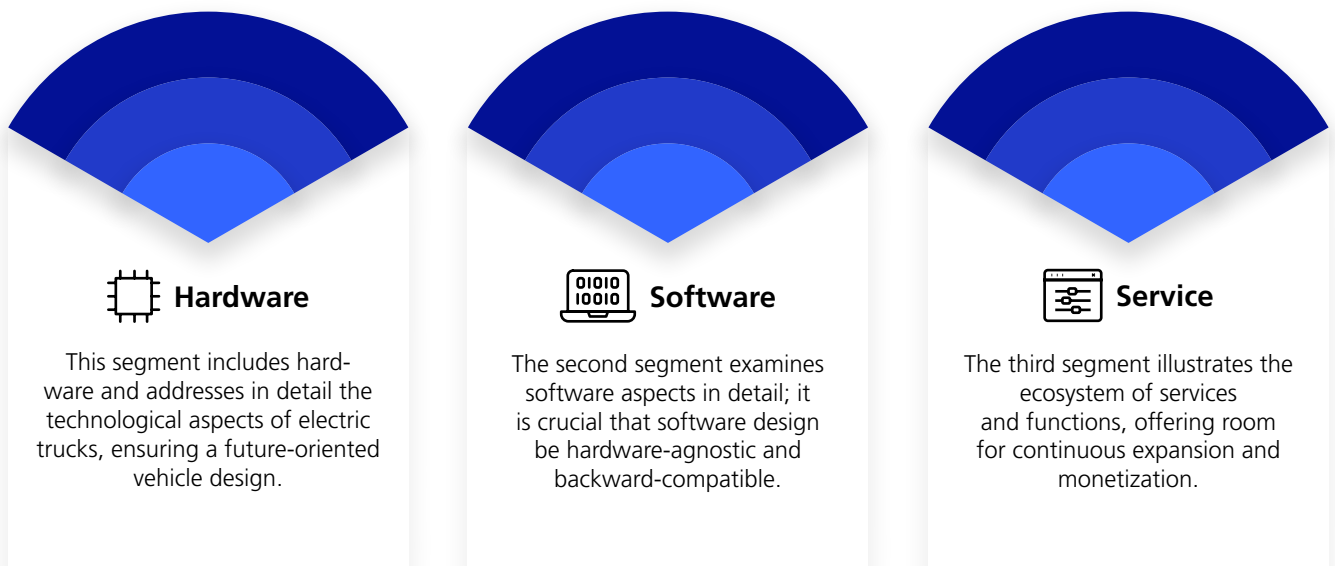 Hardware
This segment includes hard-
ware and addresses in detail the
technological aspects of electric
trucks, ensuring a future-oriented
vehicle design.
01010
10010
Software
The second segment examines
software aspects in detail; it
is crucial that software design
be hardware-agnostic and
backward-compatible.
Service
The third segment illustrates the
ecosystem of services
and functions, offering room
for continuous expansion and
monetization.